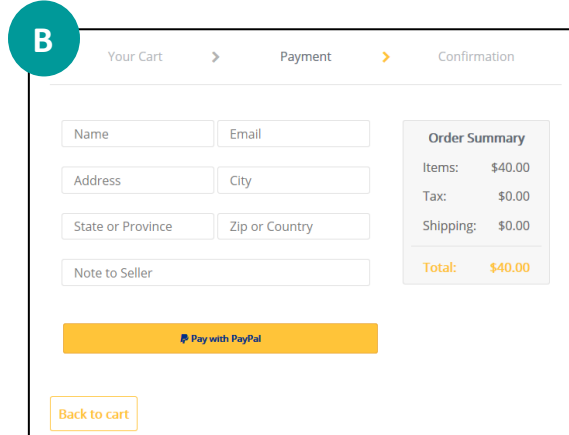 B
Your Cart
Payment
Confirmation
Name
Email
Address
City
State or Province
Zip or Country
Note to Seller
Pay with PayPal
Back to cart
Order Summary
Items: $40.00
Tax: $0.00
Shipping: $0.00
Total: $40.00